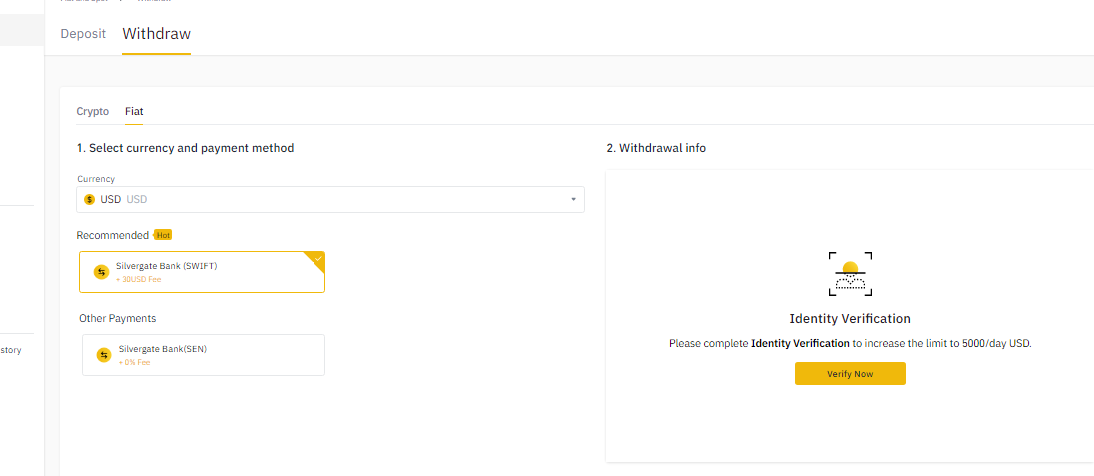 Deposit Withdraw
Crypto Fiat
1. Select currency and payment method
Currency
$ USD USD
Recommended Hot
Silvergate Bank (SWIFT)
+ 30USD Fee
Other Payments
Silvergate Bank(SEN)
+ 0% Fee
story
2. Withdrawal info
Identity Verification
Please complete Identity Verification to increase the limit to 5000/day USD.
Verify Now